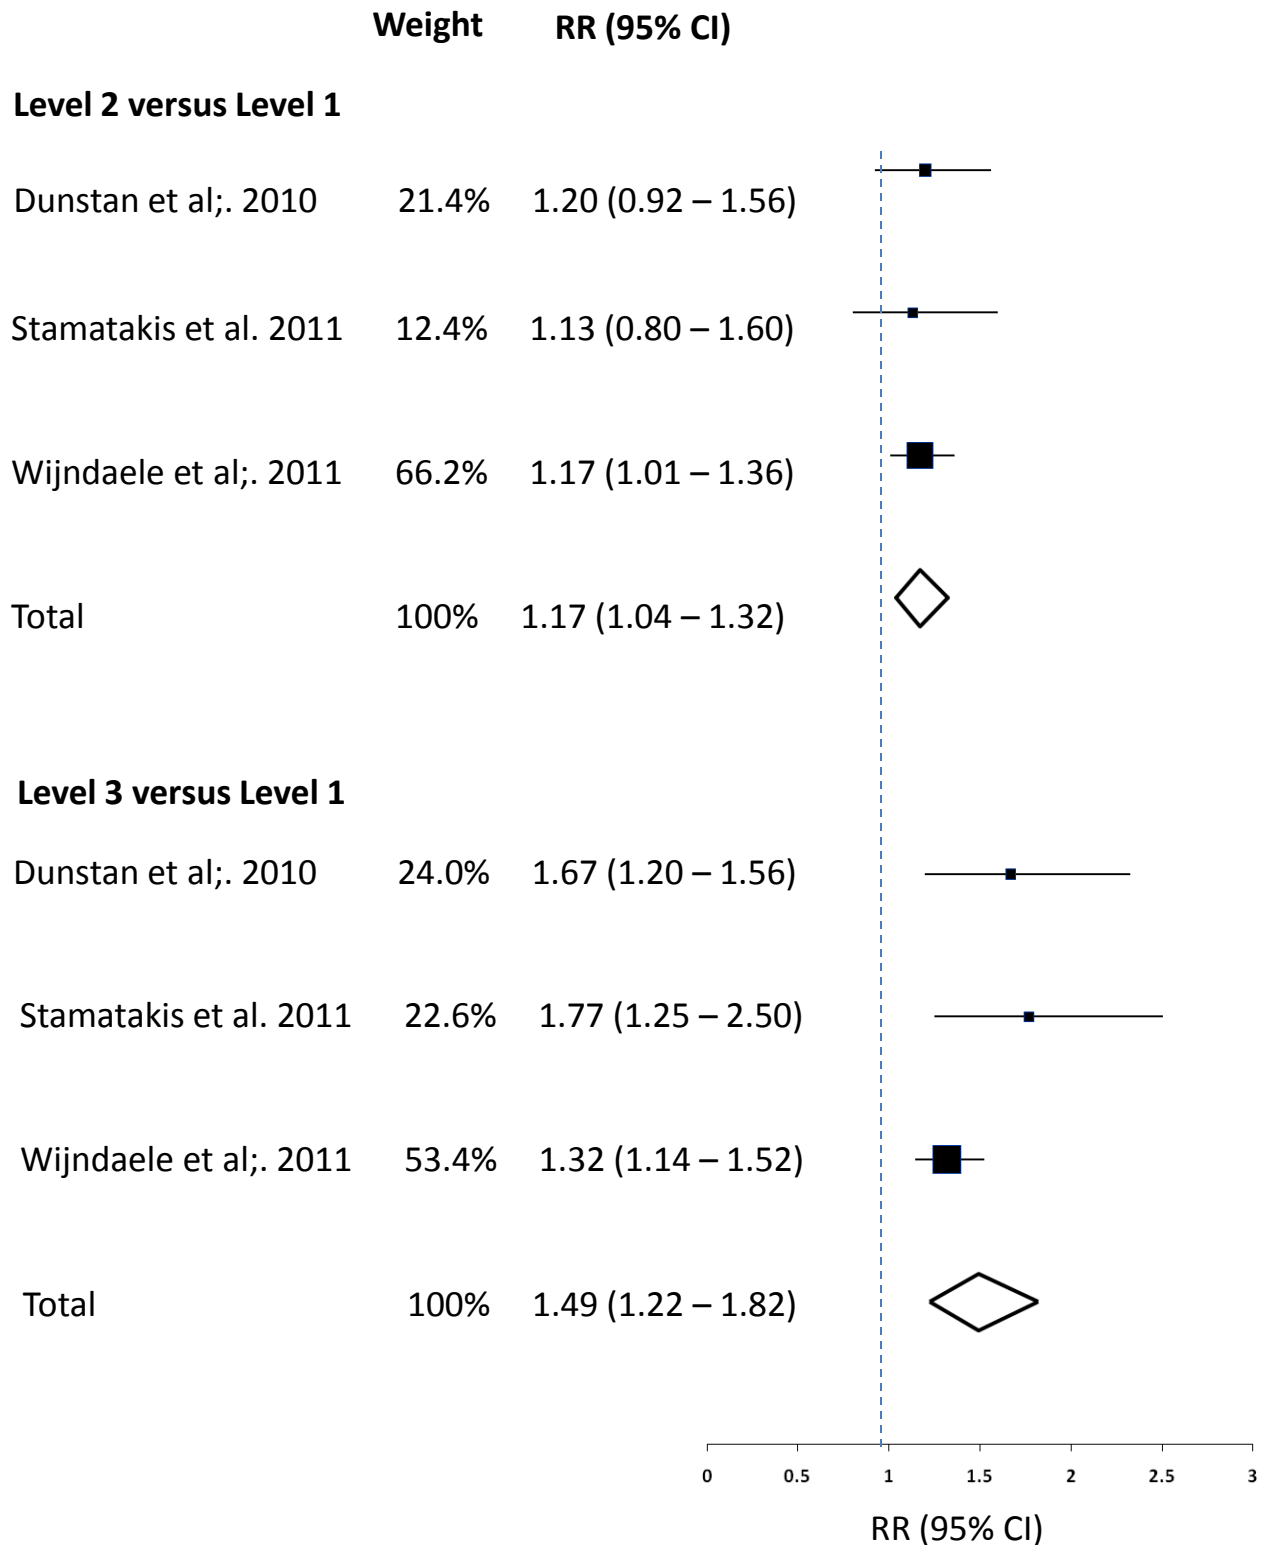 Weight RR (95% CI)
Level 2 versus Level 1
Dunstan et al;. 2010 21.4% 1.20 (0.92 – 1.56)
Stamatakis et al. 2011 12.4% 1.13 (0.80 – 1.60)
Wijndaele et al;. 2011 66.2% 1.17 (1.01 – 1.36)
Total 100% 1.17 (1.04 – 1.32)
Level 3 versus Level 1
Dunstan et al;. 2010 24.0% 1.67 (1.20 – 1.56)
Stamatakis et al. 2011 22.6% 1.77 (1.25 – 2.50)
Wijndaele et al;. 2011 53.4% 1.32 (1.14 – 1.52)
Total 100% 1.49 (1.22 – 1.82)
0 0.5 1 1.5 2 2.5 3
RR (95% CI)